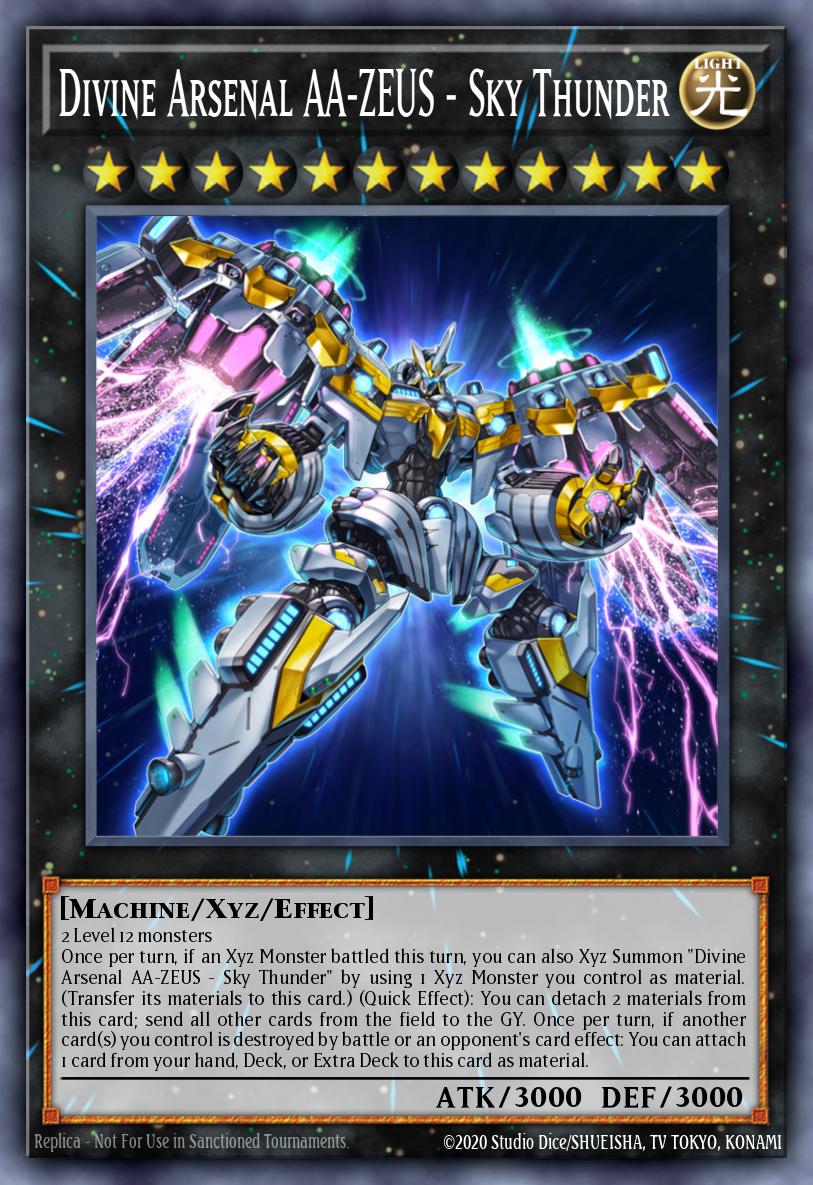 Divine Arsenal AA-ZEUS - Sky Thunder
LIGHT
光
[Machine/Xyz/Effect]
2 Level 12 monsters
Once per turn, if an Xyz Monster battled this turn, you can also Xyz Summon "Divine
Arsenal AA-ZEUS - Sky Thunder" by using 1 Xyz Monster you control as material.
(Transfer its materials to this card.) (Quick Effect): You can detach 2 materials from
this card; send all other cards from the field to the GY. Once per turn, if another
card(s) you control is destroyed by battle or an opponent's card effect: You can attach
1 card from your hand, Deck, or Extra Deck to this card as material.
ATK/3000 DEF/3000
Replica - Not For Use in Sanctioned Tournaments.
©2020 Studio Dice/SHUEISHA, TV TOKYO, KONAMI